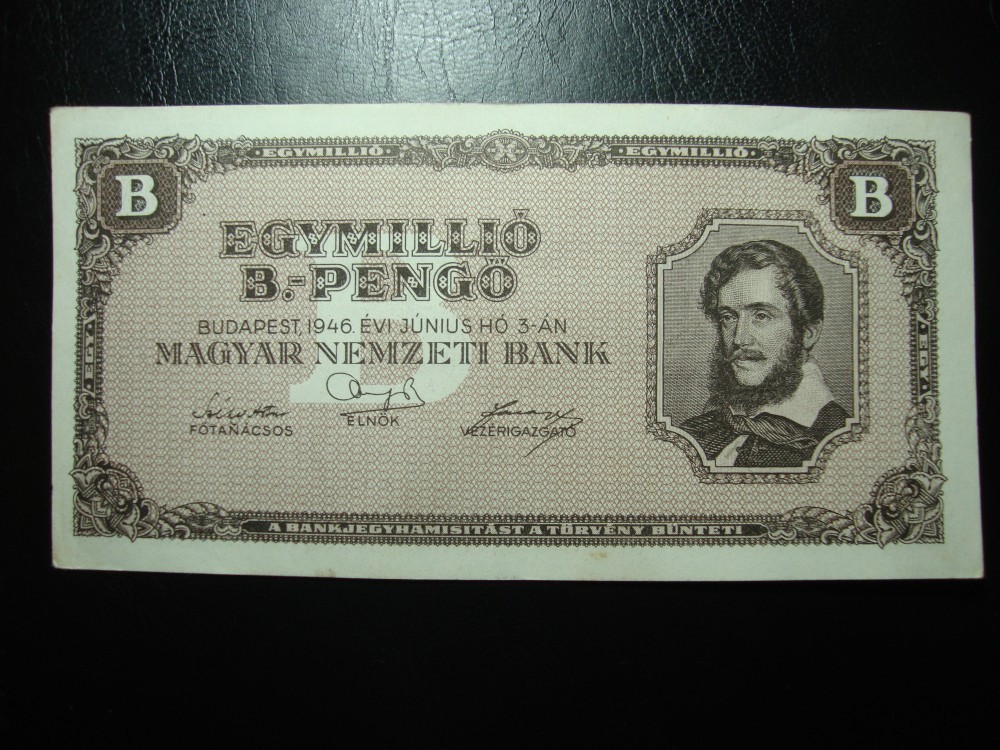 EGYMILLIÓ EGYMILLIÓ
B B
EGYMILLIÓ
B.-PENGŐ
BUDAPEST, 1946. ÉVI JÚNIUS HÓ 3-ÁN
MAGYAR NEMZETI BANK
B
FŐTANÁCSOS
ELNÖK
VEZÉRIGAZGATÓ
A BANKJEGYHAMISITÁST A TÖRVÉNY BÜNTETI